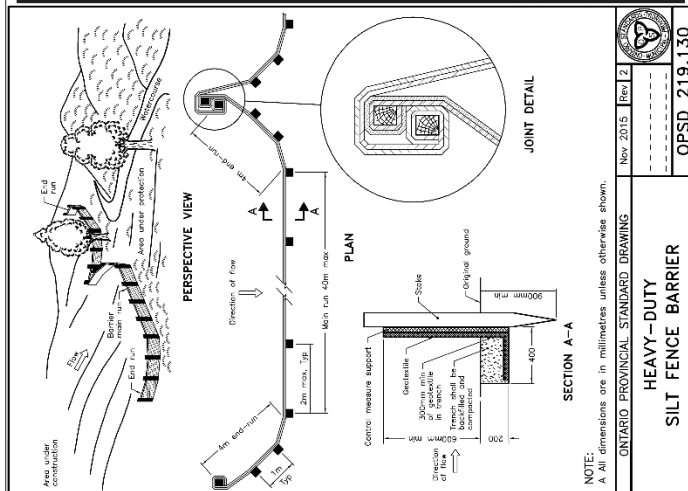 Area under
construction
Flow
End run
Barrier
main run
End
run
Area under protection
Watercourse
PERSPECTIVE VIEW
4m end-run
1m
Typ
2m max, Typ
Direction of flow
Main run 40m max
A
A
4m end-run
PLAN
JOINT DETAIL
Control measure support
Geotextile
300mm min
of geotextile
in trench
Trench shall be
backfilled and
compacted
Direction
of flow
600mm min
200
400
Stake
Original ground
900mm min
SECTION A-A
NOTE:
A All dimensions are in millimetres unless otherwise shown.
ONTARIO PROVINCIAL STANDARD DRAWING
Nov 2015
Rev 2
HEAVY-DUTY
SILT FENCE BARRIER
OPSD 219.130